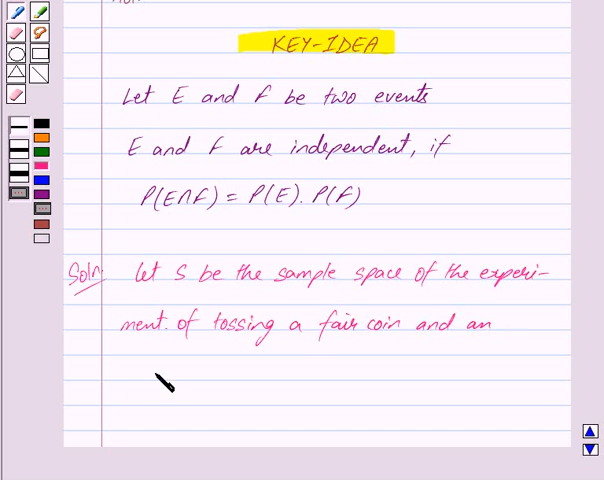 KEY-IDEA
Let E and F be two events
E and F are independent, if
P(E∩F) = P(E). P(F)
Soln: Let S be the sample space of the experi-
ment. of tossing a fair coin and an